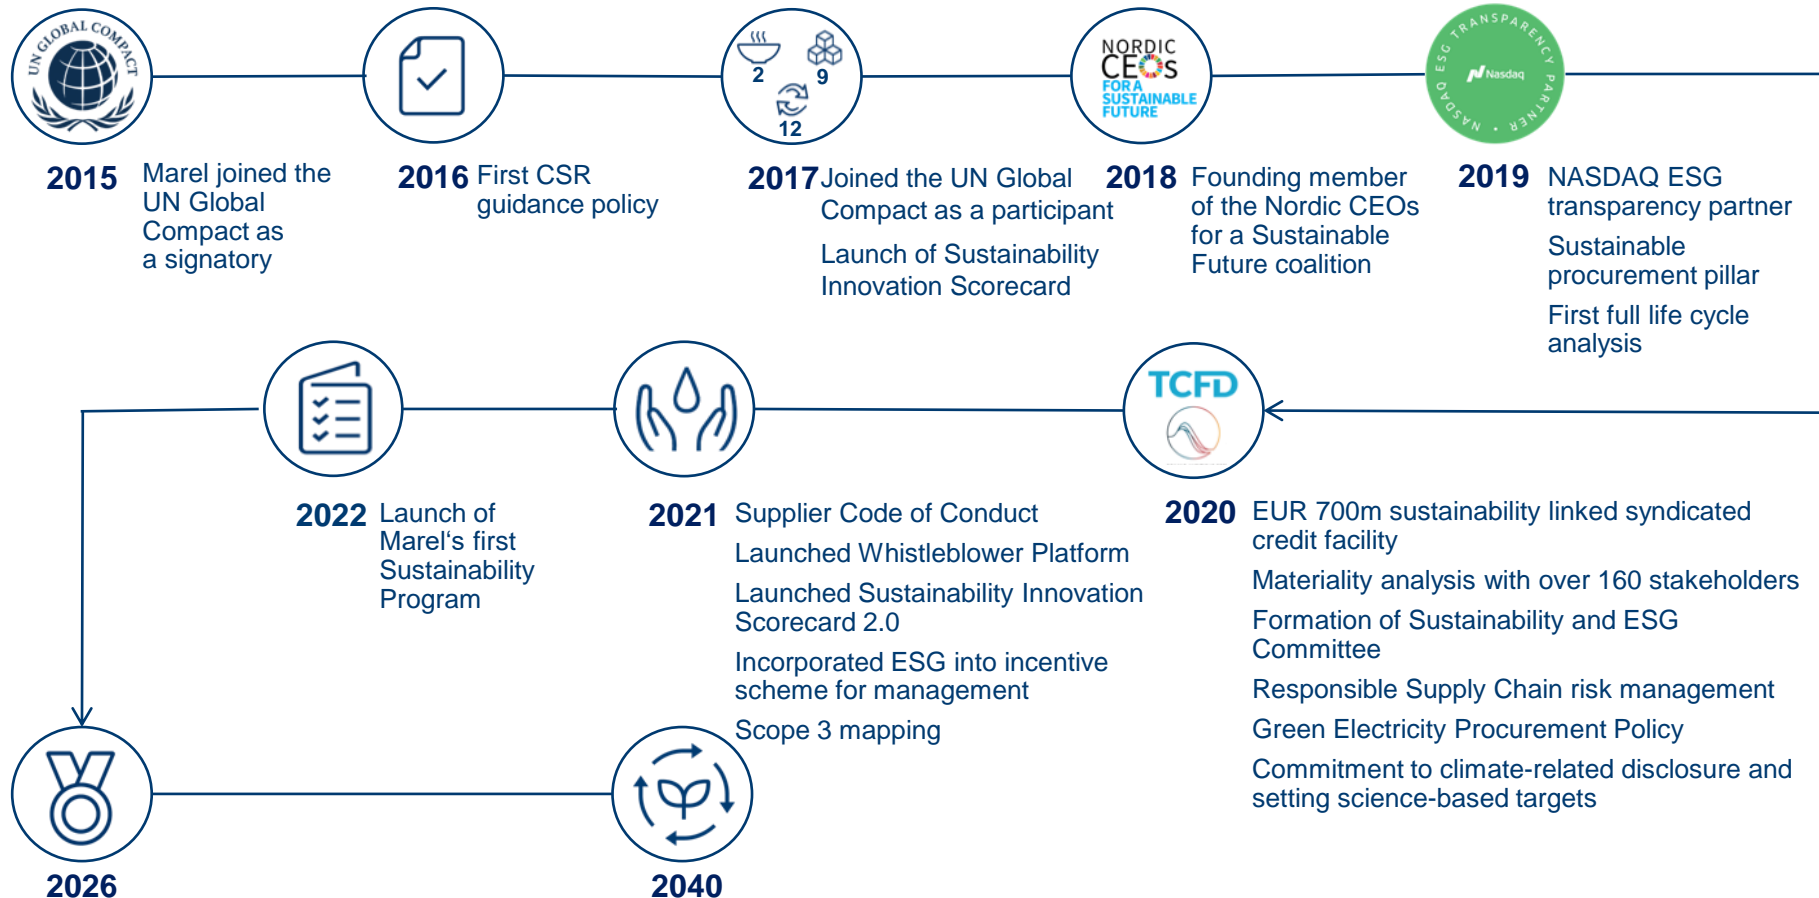 UN GLOBAL COMPACT
2
9
12
NORDIC
CEOs
FOR A
SUSTAINABLE
FUTURE
NASDAQ ESG TRANSPARENCY PARTNER •
Nasdaq
2015
Marel joined the
UN Global
Compact as
a signatory
2016
First CSR
guidance policy
2017
Joined the UN Global
Compact as a participant
Launch of Sustainability
Innovation Scorecard
2018
Founding member
of the Nordic CEOs
for a Sustainable
Future coalition
2019
NASDAQ ESG
transparency partner
Sustainable
procurement pillar
First full life cycle
analysis
TCFD
2020
EUR 700m sustainability linked syndicated
credit facility
Materiality analysis with over 160 stakeholders
Formation of Sustainability and ESG
Committee
Responsible Supply Chain risk management
Green Electricity Procurement Policy
Commitment to climate-related disclosure and
setting science-based targets
2021
Supplier Code of Conduct
Launched Whistleblower Platform
Launched Sustainability Innovation
Scorecard 2.0
Incorporated ESG into incentive
scheme for management
Scope 3 mapping
2022
Launch of
Marel‘s first
Sustainability
Program
2026
2040